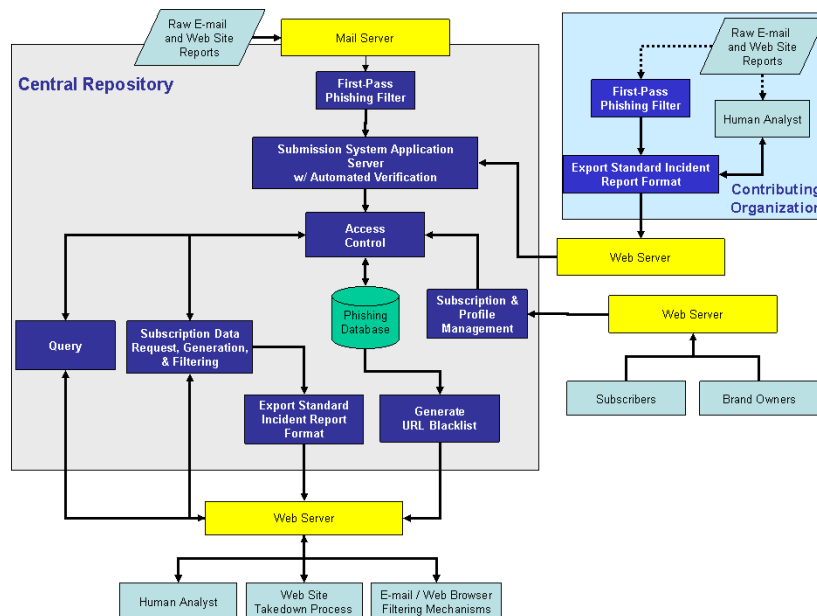 Raw E-mail
and Web Site
Reports
Mail Server
Central Repository
First-Pass
Phishing Filter
Submission System Application
Server
w/ Automated Verification
Access
Control
Query
Subscription Data
Request, Generation,
& Filtering
Phishing
Database
Subscription &
Profile
Management
Export Standard
Incident Report
Format
Generate
URL Blacklist
Web Server
Human Analyst
Web Site
Takedown Process
E-mail / Web Browser
Filtering Mechanisms
Raw E-mail
and Web Site
Reports
First-Pass
Phishing Filter
Human Analyst
Export Standard Incident
Report Format
Contributing
Organization
Web Server
Web Server
Subscribers
Brand Owners